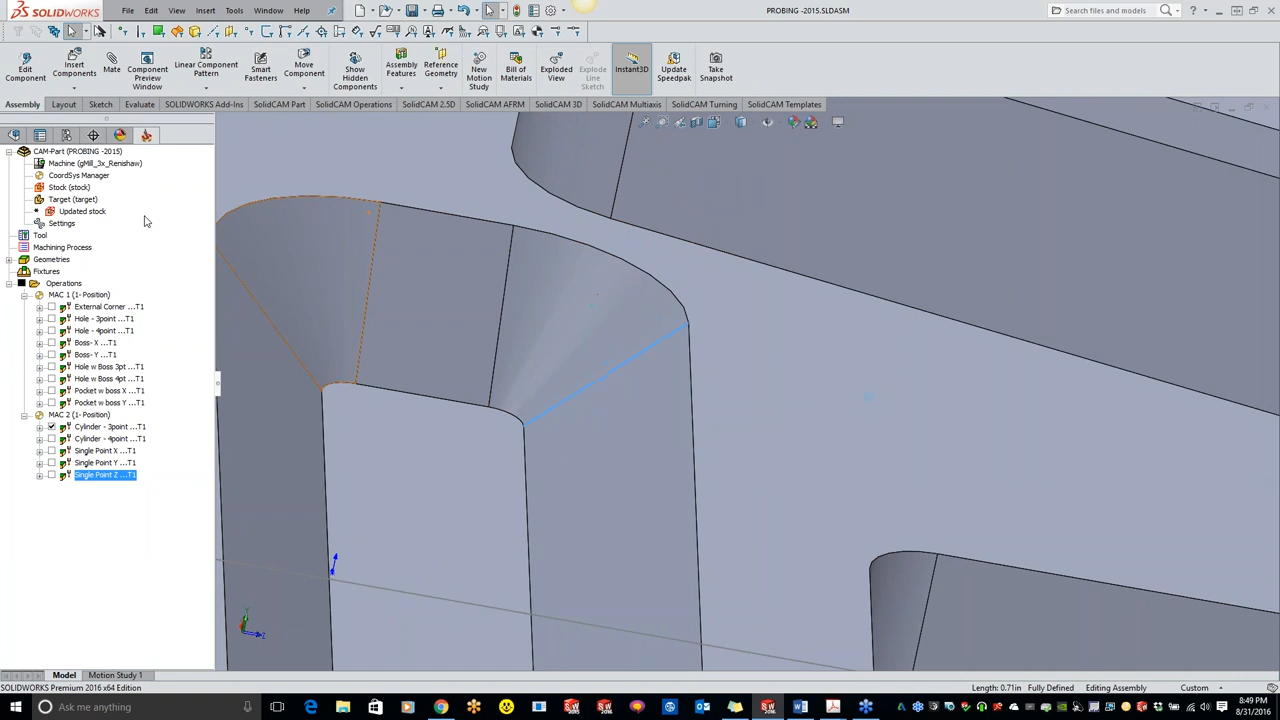 SOLIDWORKS
File Edit View Insert Tools Window Help
PROBING -2015.SLDASM
Search files and models
Edit Component
Insert Components
Mate
Component Preview Window
Linear Component Pattern
Smart Fasteners
Move Component
Show Hidden Components
Assembly Features
Reference Geometry
New Motion Study
Bill of Materials
Exploded View
Explode Line Sketch
Instant3D
Update Speedpak
Take Snapshot
Assembly Layout Sketch Evaluate SOLIDWORKS Add-Ins SolidCAM Part SolidCAM Operations SolidCAM 2.5D SolidCAM AFRM SolidCAM 3D SolidCAM Multiaxis SolidCAM Turning SolidCAM Templates
CAM-Part (PROBING -2015)
Machine (gMill_3x_Renishaw)
CoordSys Manager
Stock (stock)
Target (target)
* Updated stock
Settings
Tool
Machining Process
Geometries
Fixtures
Operations
MAC 1 (1- Position)
External Corner ...T1
Hole - 3point ...T1
Hole - 4point ...T1
Boss- X ...T1
Boss- Y ...T1
Hole w Boss 3pt ...T1
Hole w Boss 4pt ...T1
Pocket w boss X ...T1
Pocket w boss Y ...T1
MAC 2 (1- Position)
Cylinder - 3point ...T1
Cylinder - 4point ...T1
Single Point X ...T1
Single Point Y ...T1
Single Point Z ...T1
Y
Z
Model Motion Study 1
SOLIDWORKS Premium 2016 x64 Edition
Length: 0.71in Fully Defined Editing Assembly Custom
Ask me anything
8:49 PM
8/31/2016